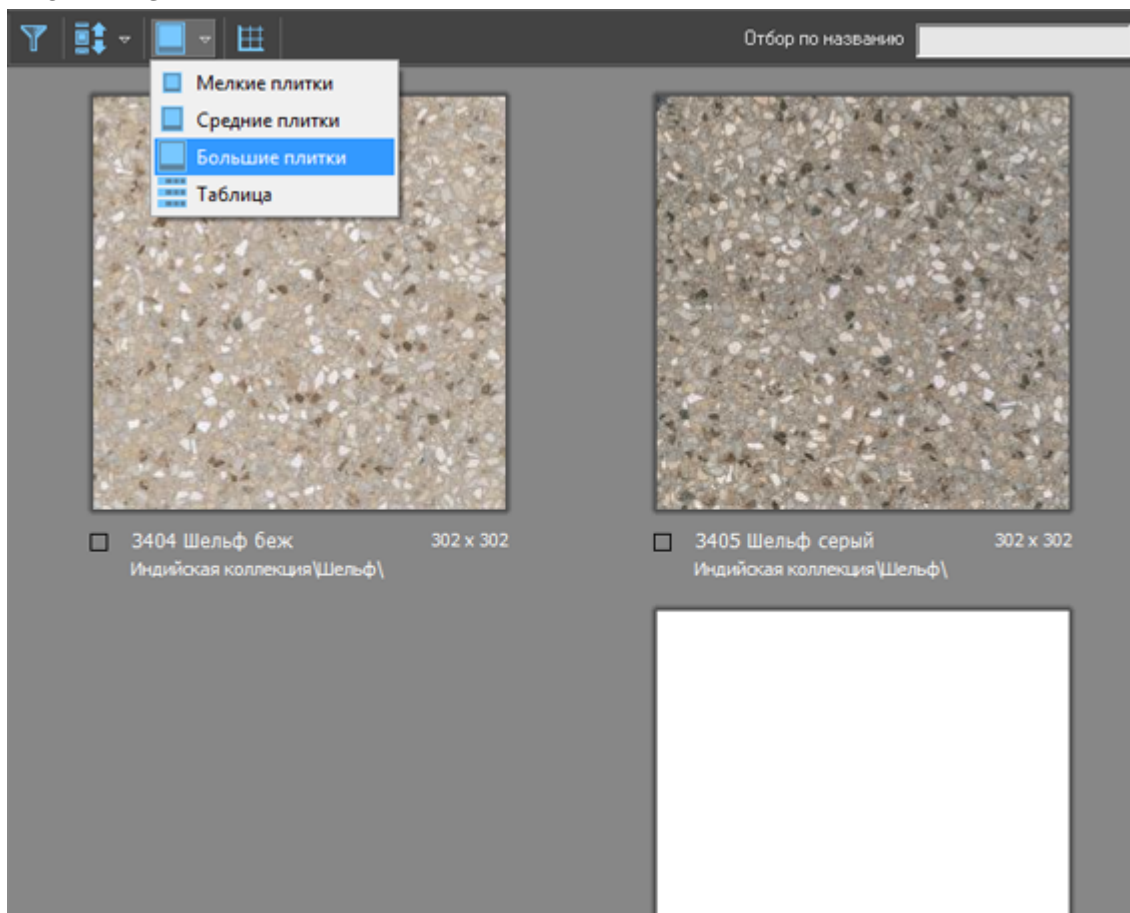 Отбор по названию
Мелкие плитки
Средние плитки
Большие плитки
Таблица
3404 Шельф беж 302 x 302
Индийская коллекция\Шельф\
3405 Шельф серый 302 x 302
Индийская коллекция\Шельф\